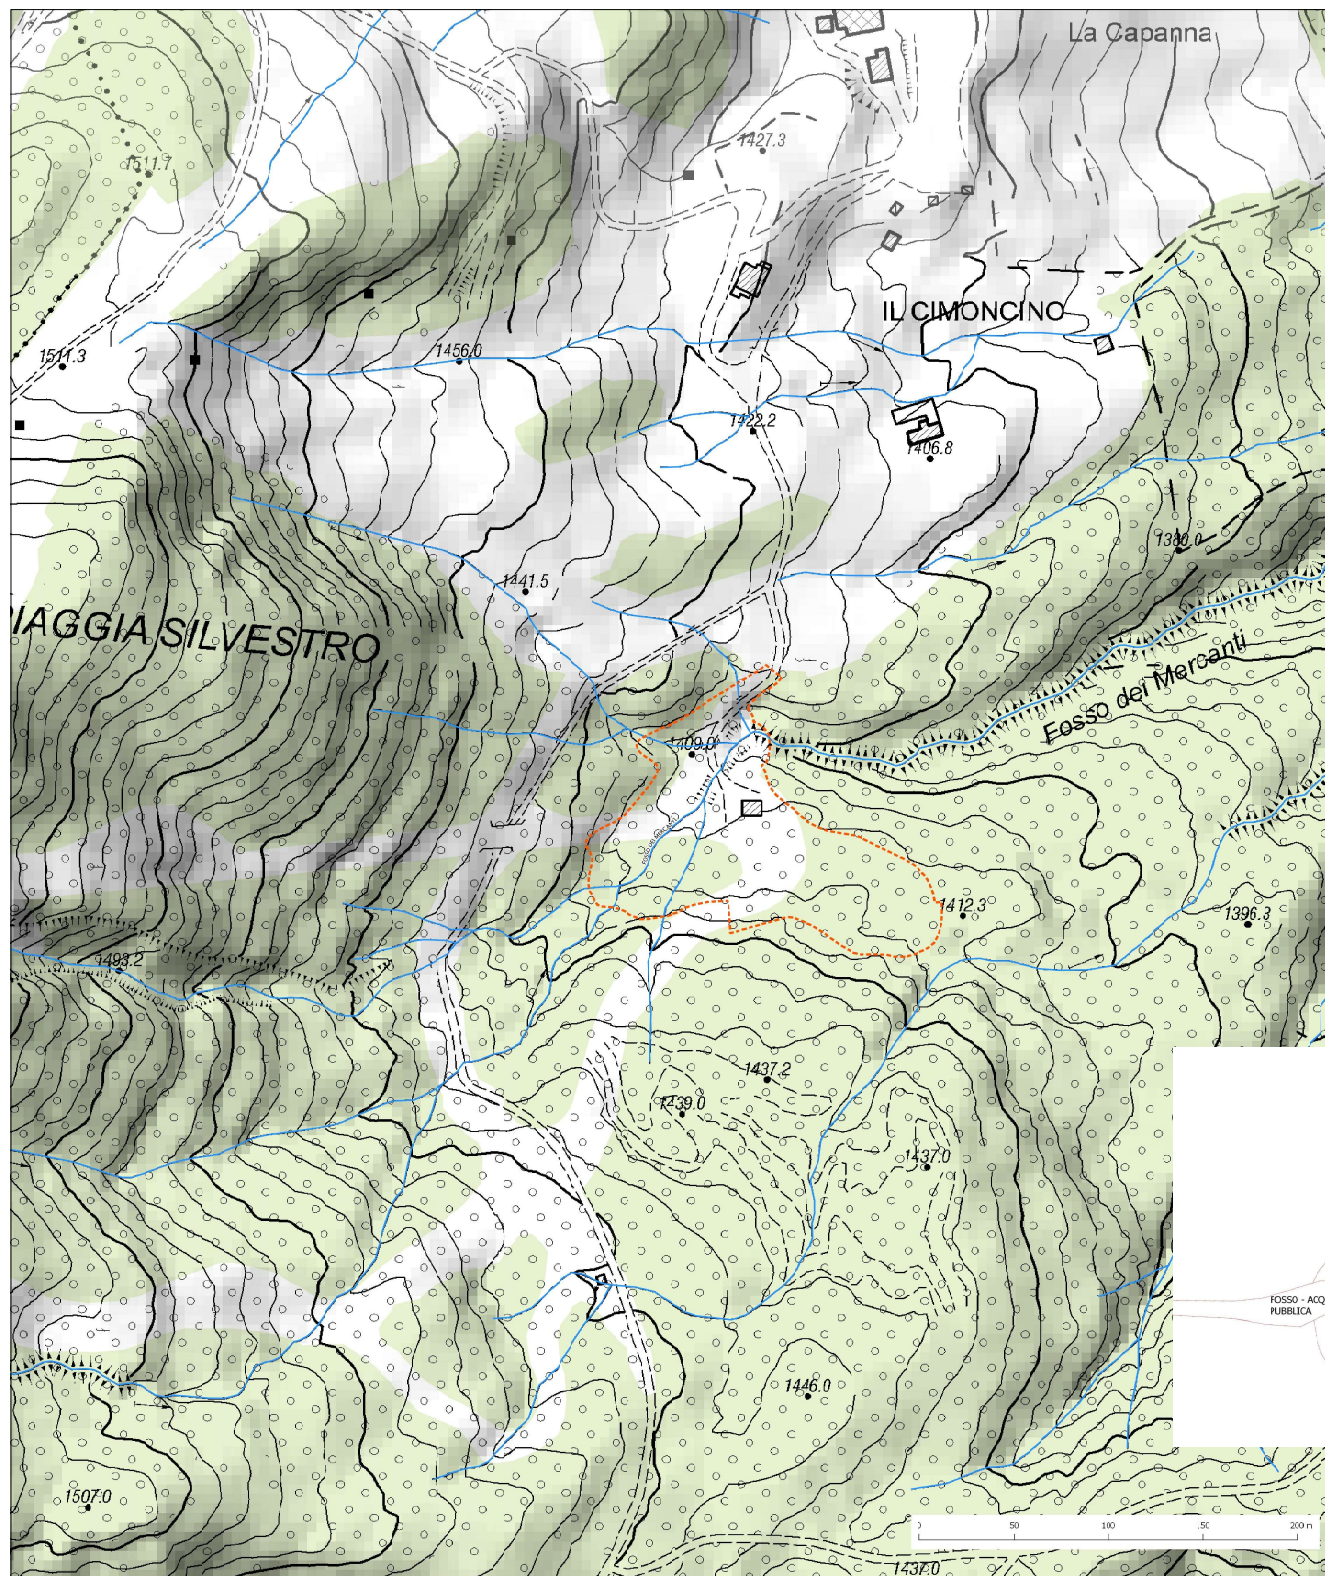 La Capanna
1427.3
1511.7
IL CIMONCINO
1511.3
1456.0
1422.2
1406.8
1380.0
1441.5
IAGGIA SILVESTRO
Fosso dei Mercanti
1409.0
1412.3
1396.3
1493.2
1437.2
1439.0
1437.0
FOSSO - ACQ
PUBBLICA
1446.0
1507.0
50 100 50 200 m
1437.0